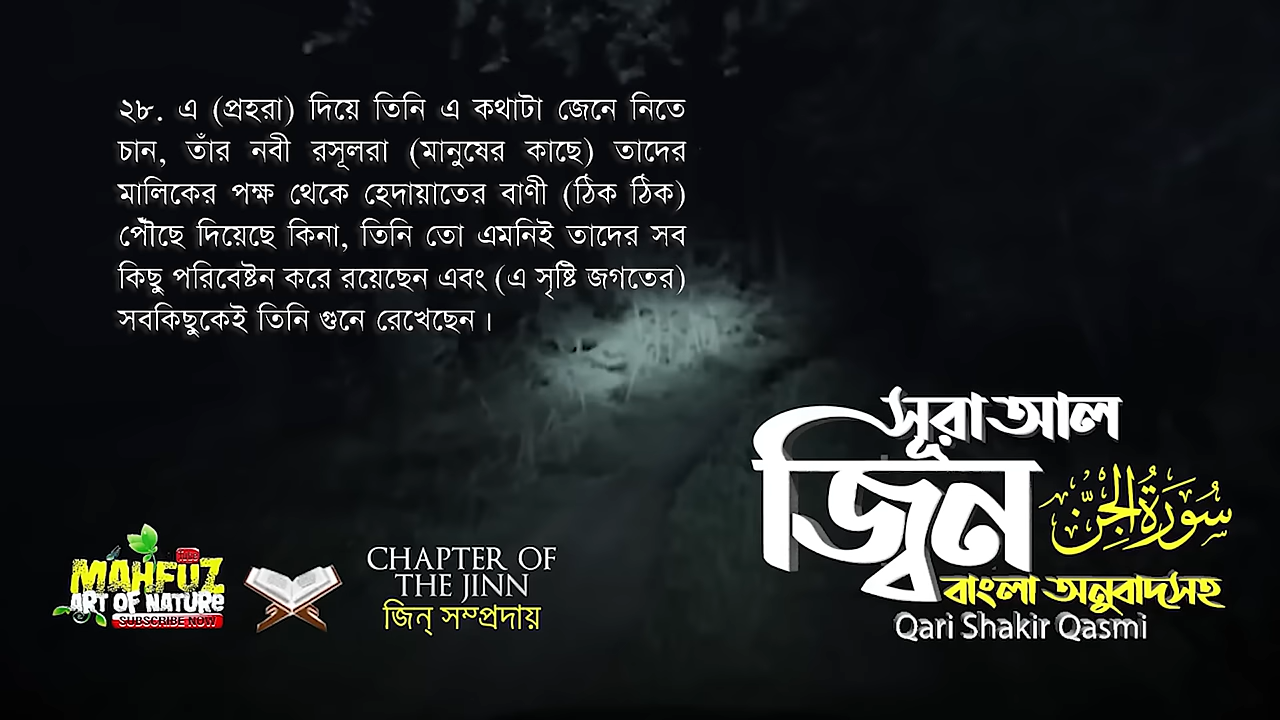 ২৮. এ (প্রহরা) দিয়ে তিনি এ কথাটা জেনে নিতে
চান, তাঁর নবী রসূলরা (মানুষের কাছে) তাদের
মালিকের পক্ষ থেকে হেদায়াতের বাণী (ঠিক ঠিক)
পৌঁছে দিয়েছে কিনা, তিনি তো এমনিই তাদের সব
কিছু পরিবেষ্টন করে রয়েছেন এবং (এ সৃষ্টি জগতের)
সবকিছুকেই তিনি গুনে রেখেছেন।
সূরা আল
জ্বিন
سُورَةُ الجِنّ
বাংলা অনুবাদসহ
Qari Shakir Qasmi
CHAPTER OF
THE JINN
জিন্ সম্প্রদায়
MAHFUZ
ART OF NATURE
SUBSCRIBE NOW